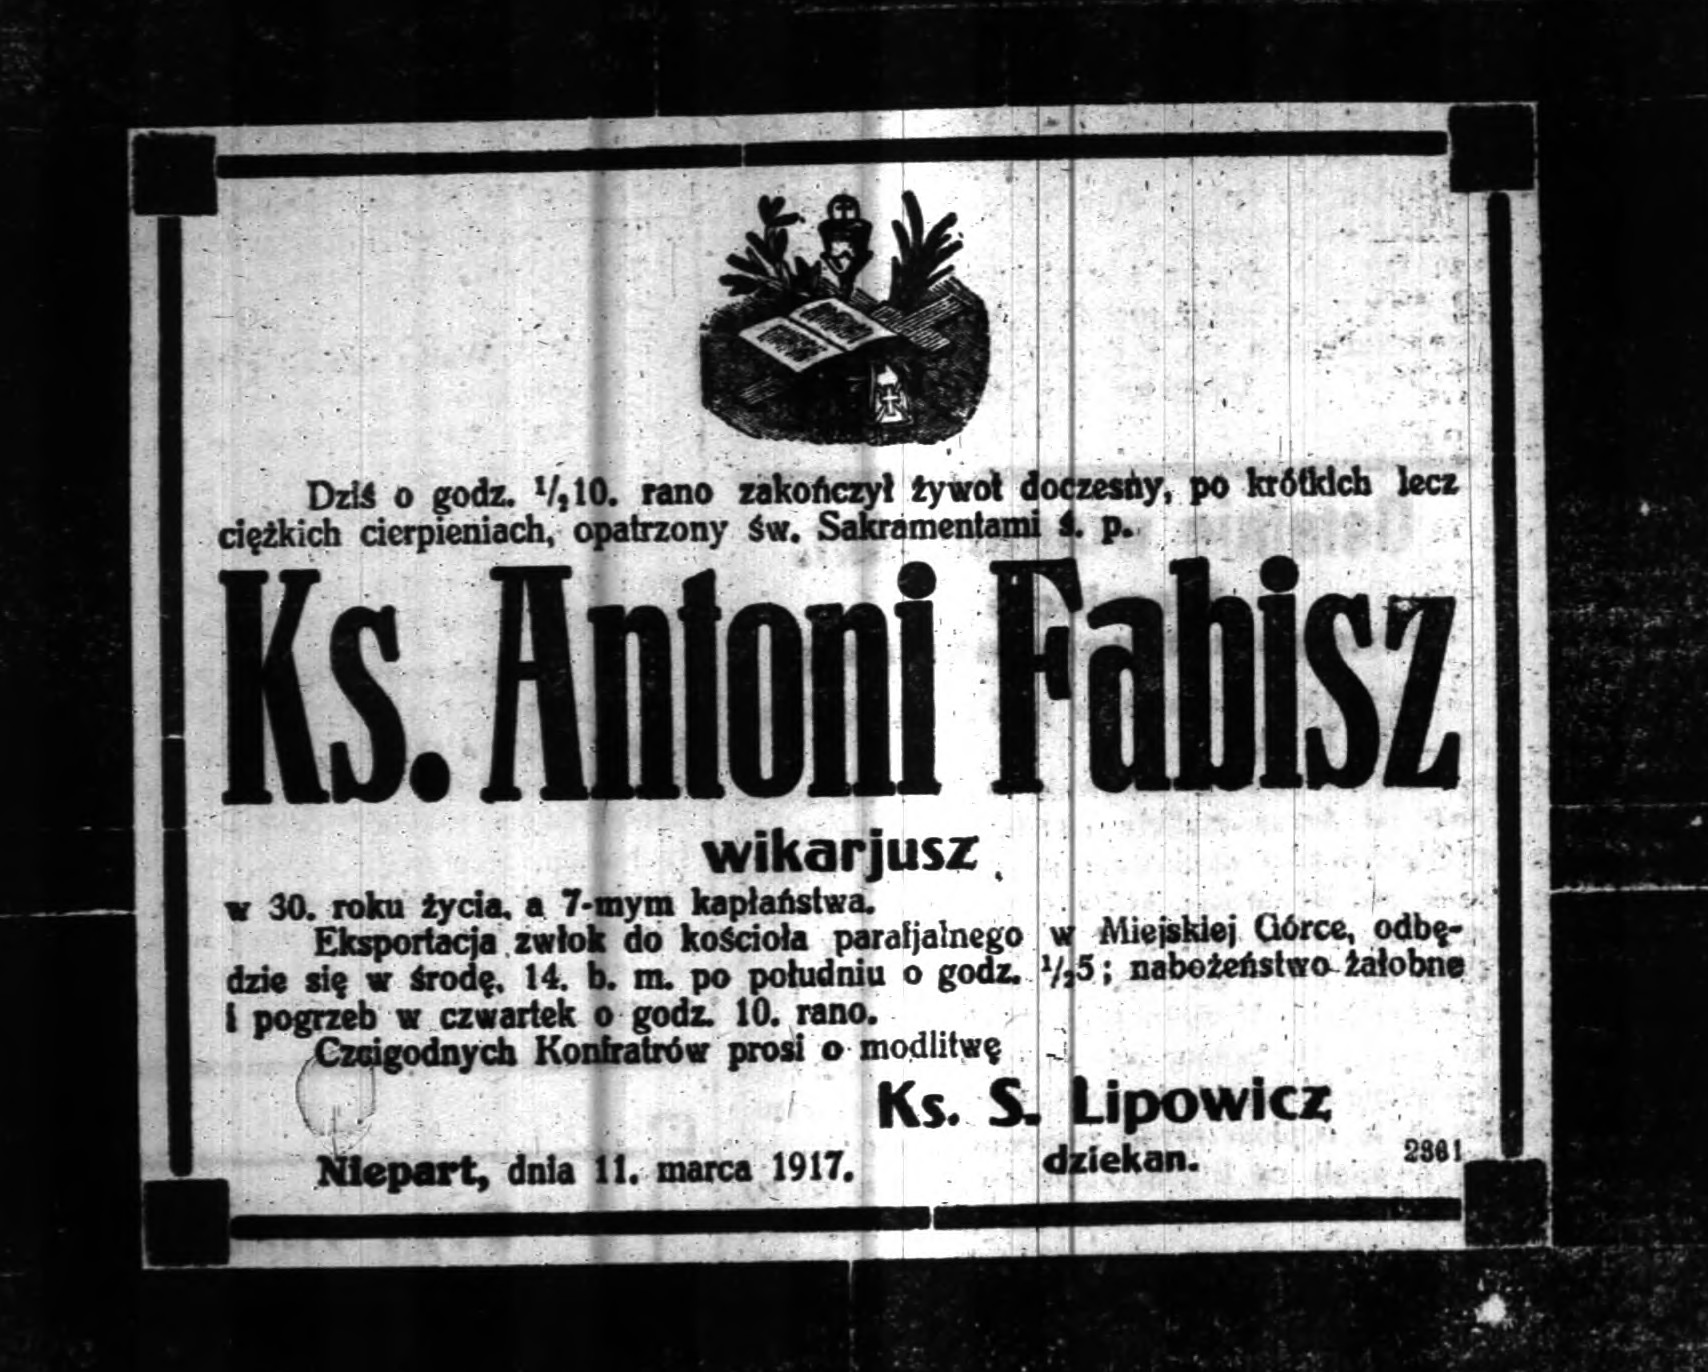 Dziś o godz. ½10. rano zakończył żywot doczesny, po krótkich lecz
ciężkich cierpieniach, opatrzony św. Sakramentami ś. p.
Ks. Antoni Fabisz
wikarjusz
w 30. roku życia, a 7-mym kapłaństwa.
Eksportacja zwłok do kościoła parafjalnego w Miejskiej Górce, odbę-
dzie się w środę, 14. b. m. po południu o godz. ½5; nabożeństwo żałobne
i pogrzeb w czwartek o godz. 10. rano.
Czcigodnych Konfratrów prosi o modlitwę
Ks. S. Lipowicz
dziekan.
Niepart, dnia 11. marca 1917.
2361